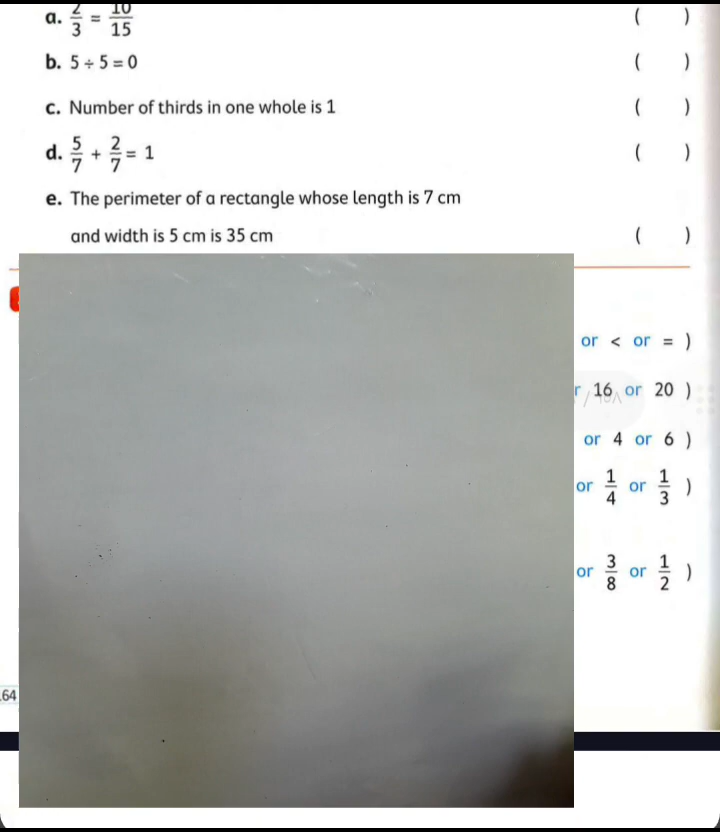 a. 2/3 = 10/15 ( )
b. 5 ÷ 5 = 0 ( )
c. Number of thirds in one whole is 1 ( )
d. 5/7 + 2/7 = 1 ( )
e. The perimeter of a rectangle whose length is 7 cm
and width is 5 cm is 35 cm ( )
or < or = )
16 or 20 )
or 4 or 6 )
or 1/4 or 1/3 )
or 3/8 or 1/2 )
64